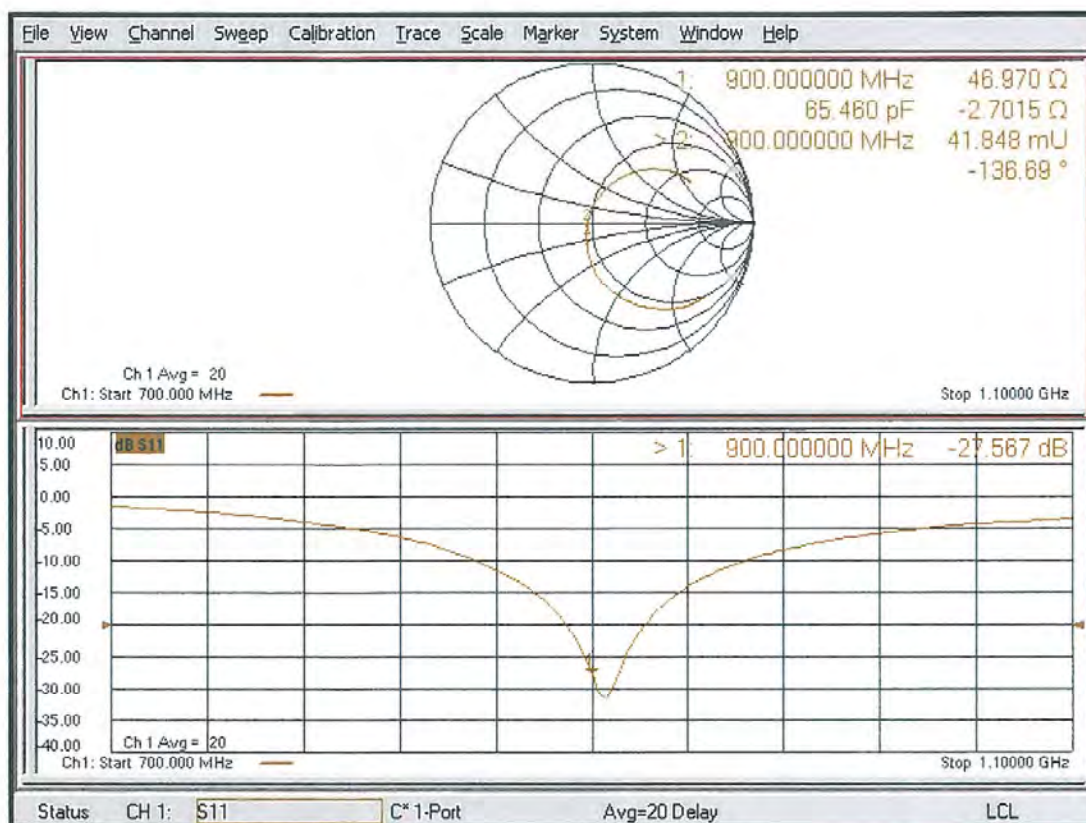 File View Channel Sweep Calibration Trace Scale Marker System Window Help
1: 900.000000 MHz 46.970 Ω
65.460 pF -2.7015 Ω
> 2: 900.000000 MHz 41.848 mU
-136.69 °
Ch 1 Avg = 20
Ch1: Start 700.000 MHz
Stop 1.10000 GHz
10.00
5.00
0.00
-5.00
-10.00
-15.00
-20.00
-25.00
-30.00
-35.00
-40.00
dB S11
> 1: 900.000000 MHz -27.567 dB
Ch 1 Avg = 20
Ch1: Start 700.000 MHz
Stop 1.10000 GHz
Status CH 1: S11 C* 1-Port Avg=20 Delay LCL